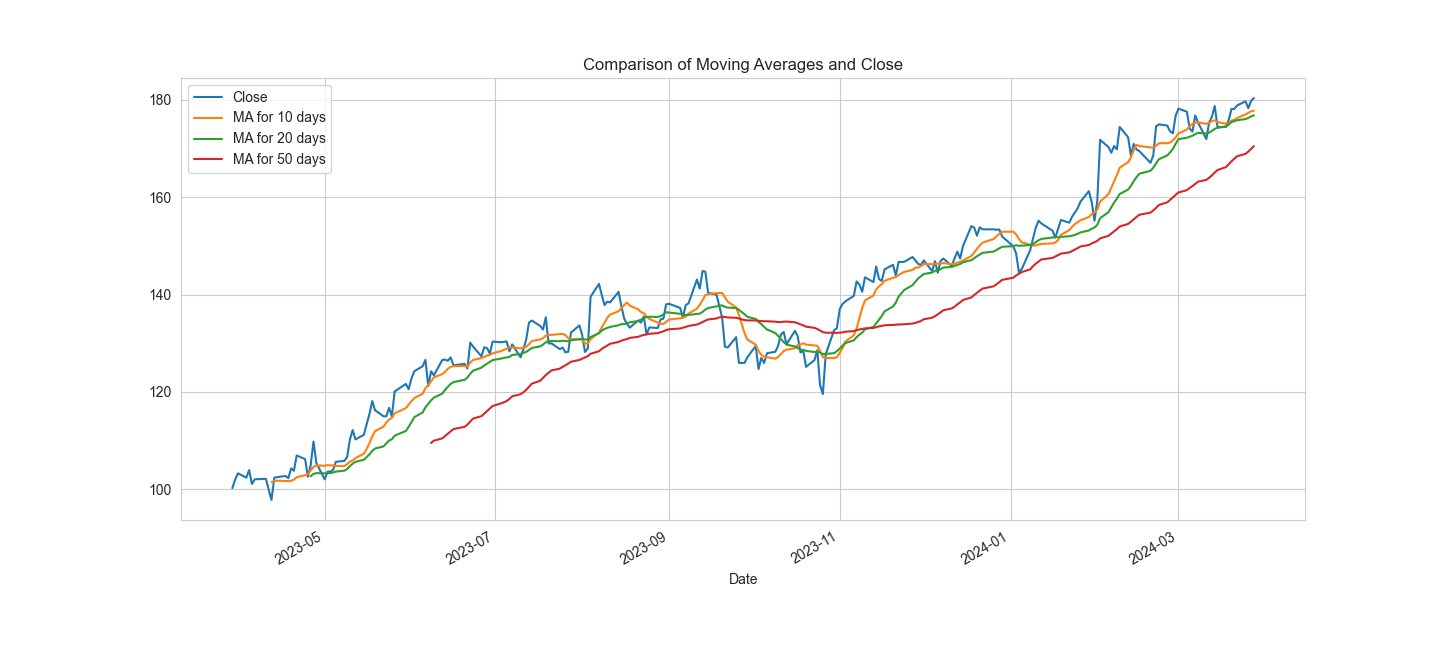 Comparison of Moving Averages and Close
Close
MA for 10 days
MA for 20 days
MA for 50 days
180
160
140
120
100
2023-05
2023-07
2023-09
2023-11
2024-01
2024-03
Date